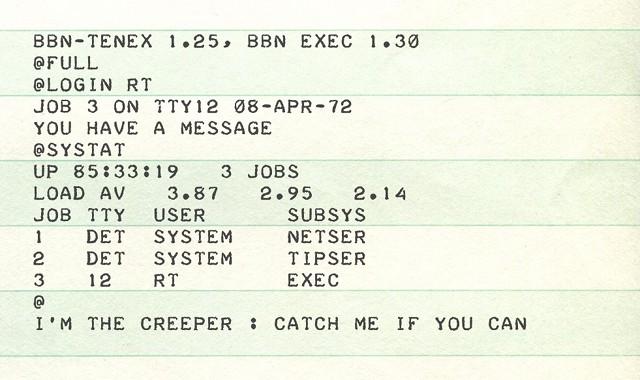 BBN-TENEX 1.25, BBN EXEC 1.30
@FULL
@LOGIN RT
JOB 3 ON TTY12 08-APR-72
YOU HAVE A MESSAGE
@SYSTAT
UP 85:33:19   3 JOBS
LOAD AV   3.87   2.95   2.14
JOB TTY  USER      SUBSYS
1   DET  SYSTEM    NETSER
2   DET  SYSTEM    TIPSER
3   12   RT        EXEC
@
I'M THE CREEPER : CATCH ME IF YOU CAN